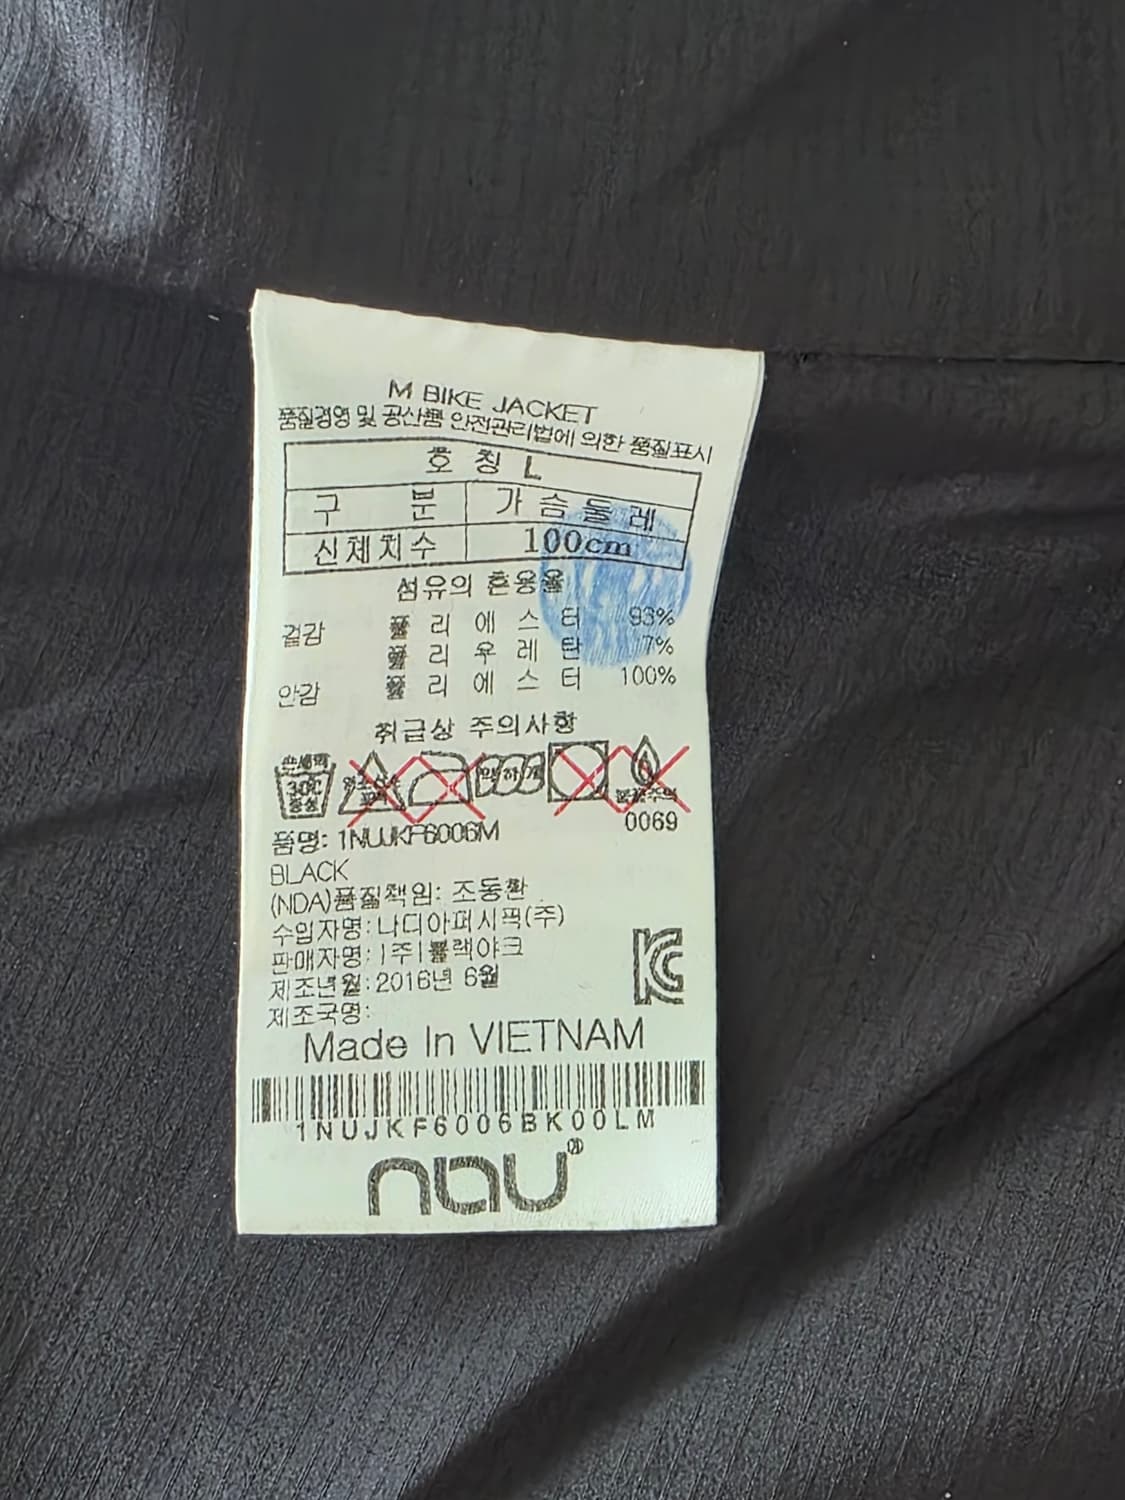 M BIKE JACKET
품질경영 및 공산품 안전관리법에 의한 품질표시
호 칭 L
구 분 가 슴 둘 레
신체치수 100cm
섬유의 혼용율
겉감 폴 리 에 스 터 93%
폴 리 우 레 탄 7%
안감 폴 리 에 스 터 100%
취급상 주의사항
손세탁
30℃
중성
약하게
0069
품명: 1NUJKF6006M
BLACK
(NDA)품질책임: 조동환
수입자명:나디아퍼시픽(주)
판매자명:(주)블랙야크
제조년월:2016년 6월
제조국명:
Made In VIETNAM
1NUJKF6006BK00LM
nau®